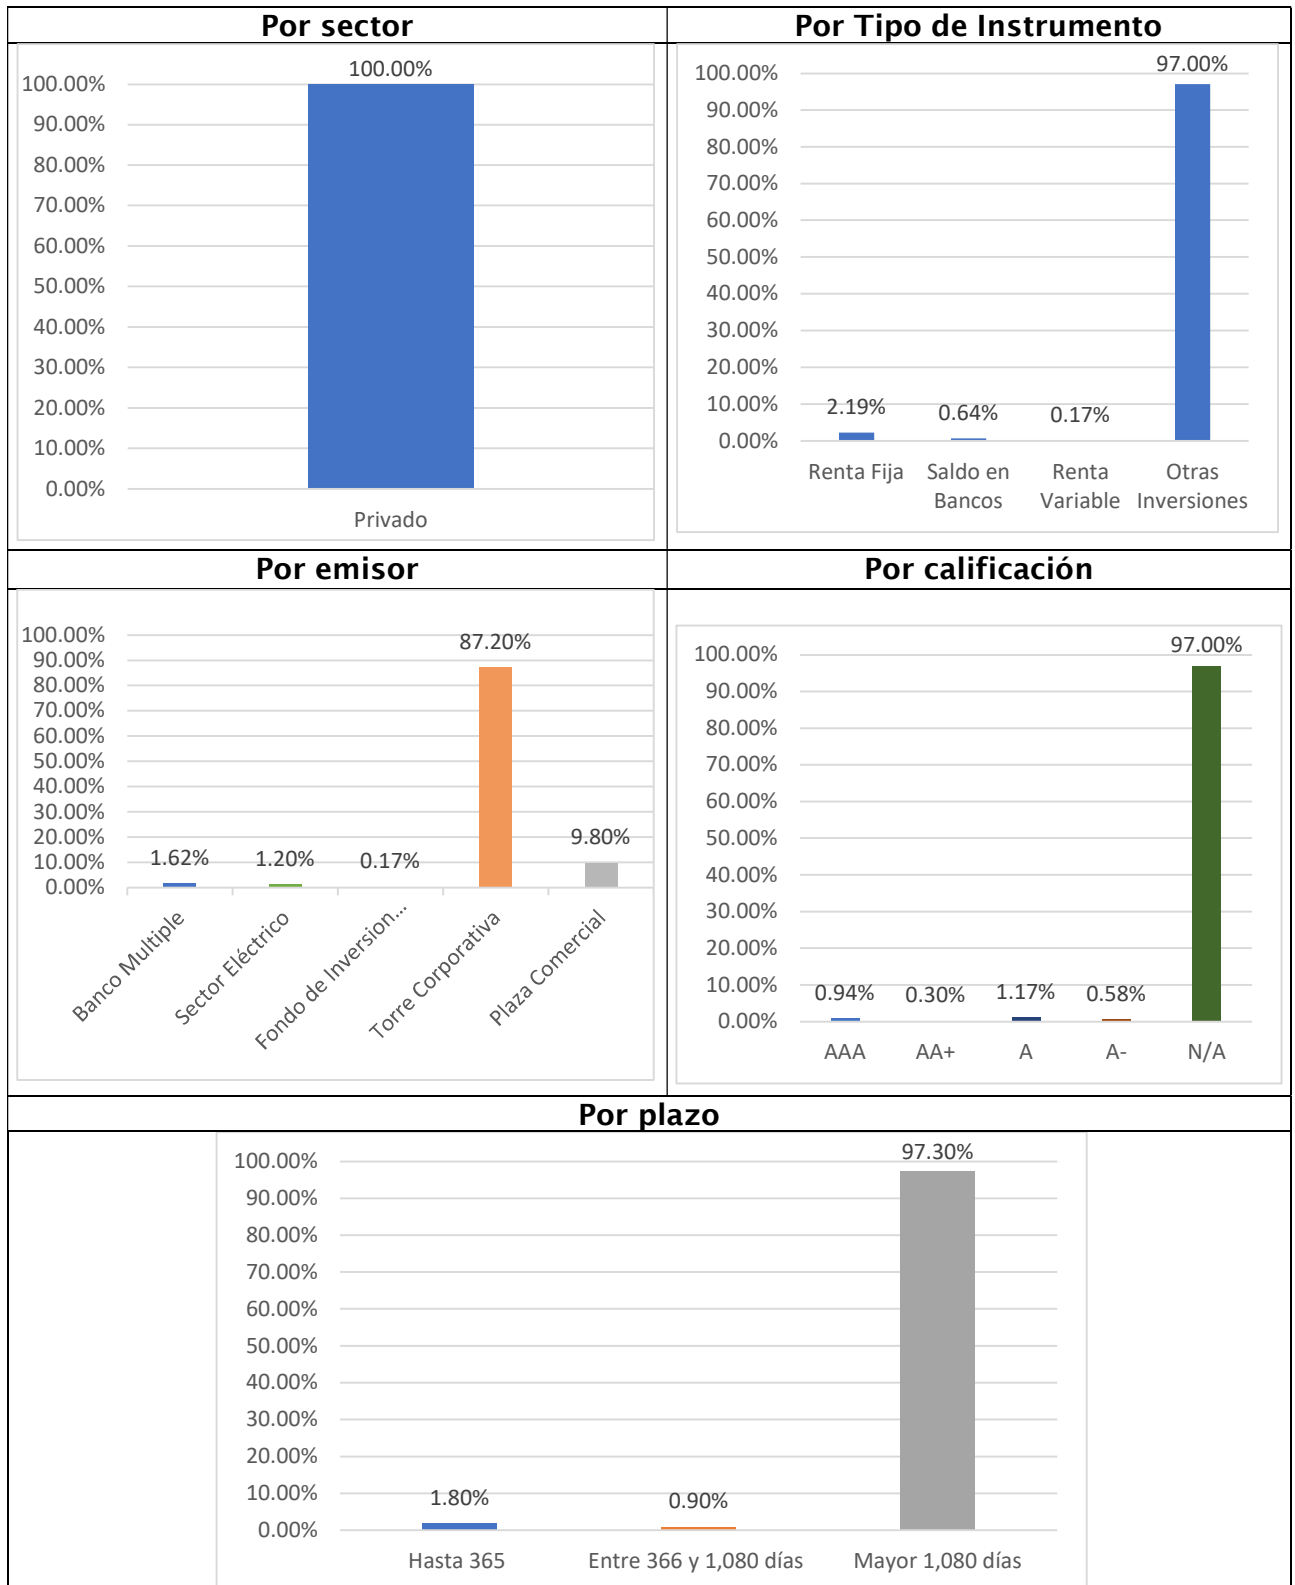 Por sector
100.00%
100.00%
90.00%
80.00%
70.00%
60.00%
50.00%
40.00%
30.00%
20.00%
10.00%
0.00%
Privado
Por Tipo de Instrumento
97.00%
100.00%
90.00%
80.00%
70.00%
60.00%
50.00%
40.00%
30.00%
20.00%
10.00%
0.00%
2.19%
0.64%
0.17%
Renta Fija
Saldo en
Bancos
Renta
Variable
Otras
Inversiones
Por emisor
100.00%
90.00%
80.00%
70.00%
60.00%
50.00%
40.00%
30.00%
20.00%
10.00%
0.00%
1.62%
1.20%
0.17%
87.20%
9.80%
Banco Multiple
Sector Eléctrico
Fondo de Inversion...
Torre Corporativa
Plaza Comercial
Por calificación
97.00%
100.00%
90.00%
80.00%
70.00%
60.00%
50.00%
40.00%
30.00%
20.00%
10.00%
0.00%
0.94%
0.30%
1.17%
0.58%
AAA
AA+
A
A-
N/A
Por plazo
97.30%
100.00%
90.00%
80.00%
70.00%
60.00%
50.00%
40.00%
30.00%
20.00%
10.00%
0.00%
1.80%
0.90%
Hasta 365
Entre 366 y 1,080 días
Mayor 1,080 días